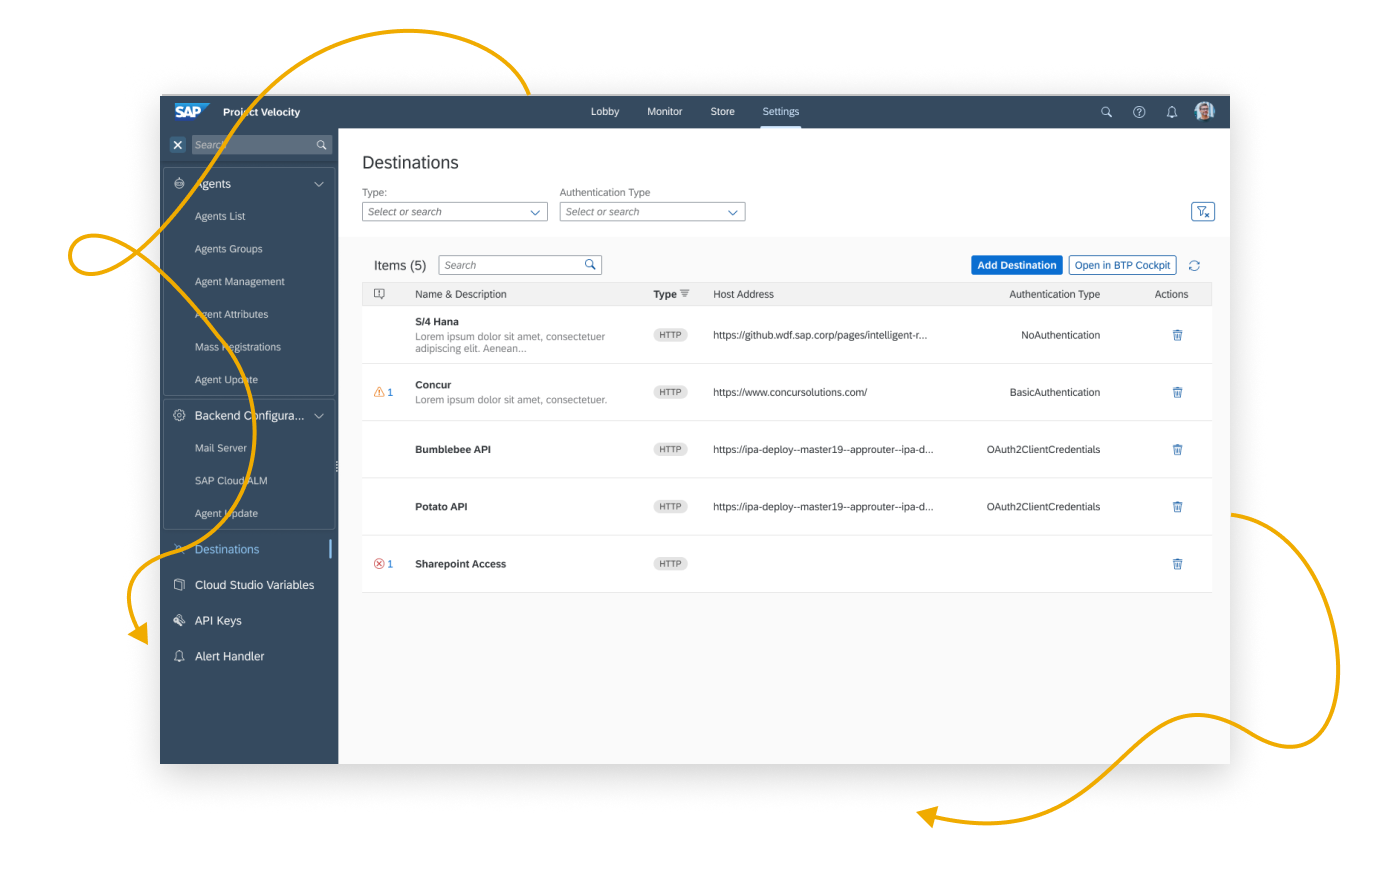 SAP Project Velocity
Lobby Monitor Store Settings
Search
Agents
Agents List
Agents Groups
Agent Management
Agent Attributes
Mass Registrations
Agent Update
Backend Configura...
Mail Server
SAP Cloud ALM
Agent Update
Destinations
Cloud Studio Variables
API Keys
Alert Handler
Destinations
Type: Authentication Type
Select or search Select or search
Items (5) Search Add Destination Open in BTP Cockpit
Name & Description Type Host Address Authentication Type Actions
S/4 Hana
Lorem ipsum dolor sit amet, consectetuer
adipiscing elit. Aenean...
HTTP https://github.wdf.sap.corp/pages/intelligent-r... NoAuthentication
1 Concur
Lorem ipsum dolor sit amet, consectetuer.
HTTP https://www.concursolutions.com/ BasicAuthentication
Bumblebee API HTTP https://ipa-deploy--master19--approuter--ipa-d... OAuth2ClientCredentials
Potato API HTTP https://ipa-deploy--master19--approuter--ipa-d... OAuth2ClientCredentials
1 Sharepoint Access HTTP